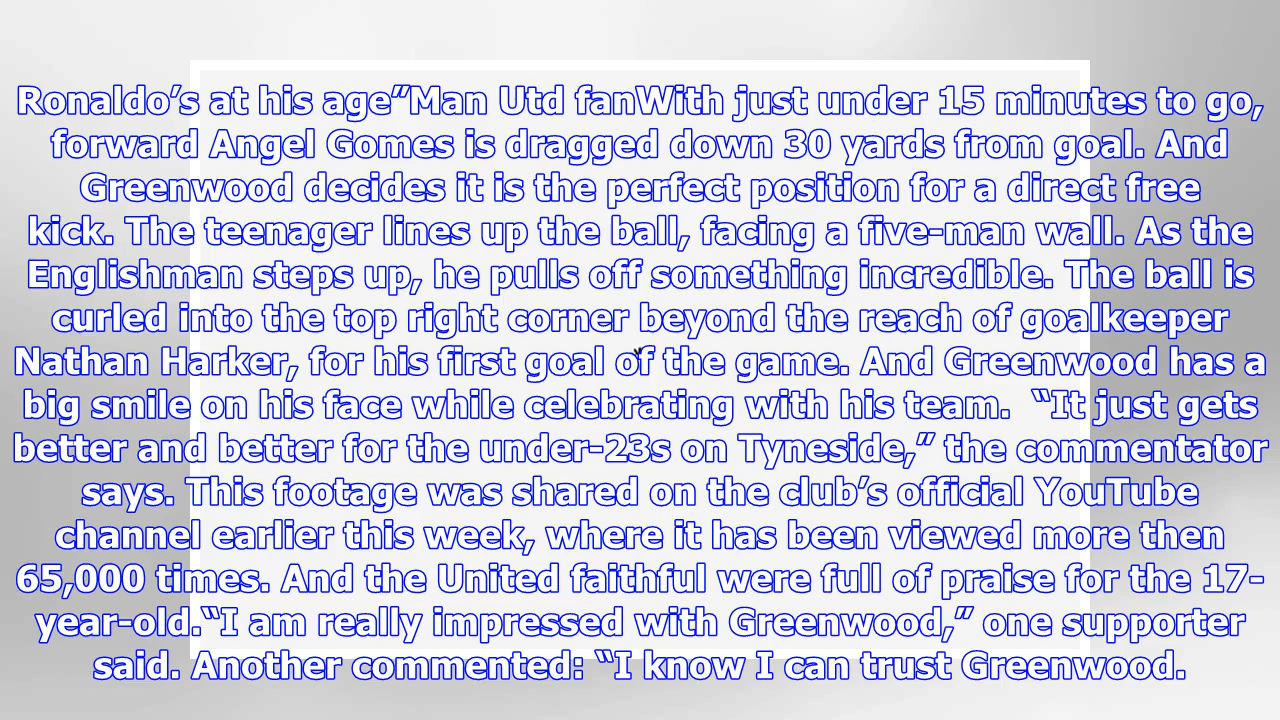 Ronaldo’s at his age”Man Utd fanWith just under 15 minutes to go,
forward Angel Gomes is dragged down 30 yards from goal. And
Greenwood decides it is the perfect position for a direct free
kick. The teenager lines up the ball, facing a five-man wall. As the
Englishman steps up, he pulls off something incredible. The ball is
curled into the top right corner beyond the reach of goalkeeper
Nathan Harker, for his first goal of the game. And Greenwood has a
big smile on his face while celebrating with his team.  “It just gets
better and better for the under-23s on Tyneside,” the commentator
says. This footage was shared on the club’s official YouTube
channel earlier this week, where it has been viewed more then
65,000 times. And the United faithful were full of praise for the 17-
year-old.“I am really impressed with Greenwood,” one supporter
said. Another commented: “I know I can trust Greenwood.